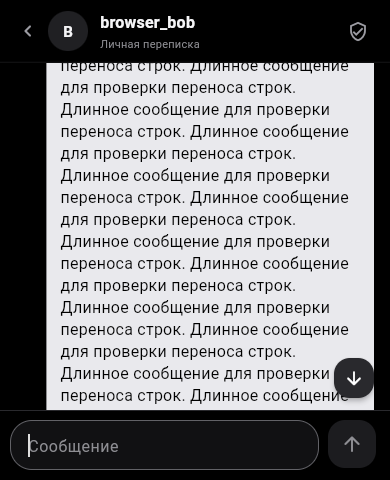 browser_bob
B
Личная переписка
переноса строк. Длинное сообщение
для проверки переноса строк.
Длинное сообщение для проверки
переноса строк. Длинное сообщение
для проверки переноса строк.
Длинное сообщение для проверки
переноса строк. Длинное сообщение
для проверки переноса строк.
Длинное сообщение для проверки
переноса строк. Длинное сообщение
для проверки переноса строк.
Длинное сообщение для проверки
переноса строк. Длинное сообщение
для проверки переноса строк.
Длинное сообщение для проверки
переноса строк. Длинное сообщение
Сообщение